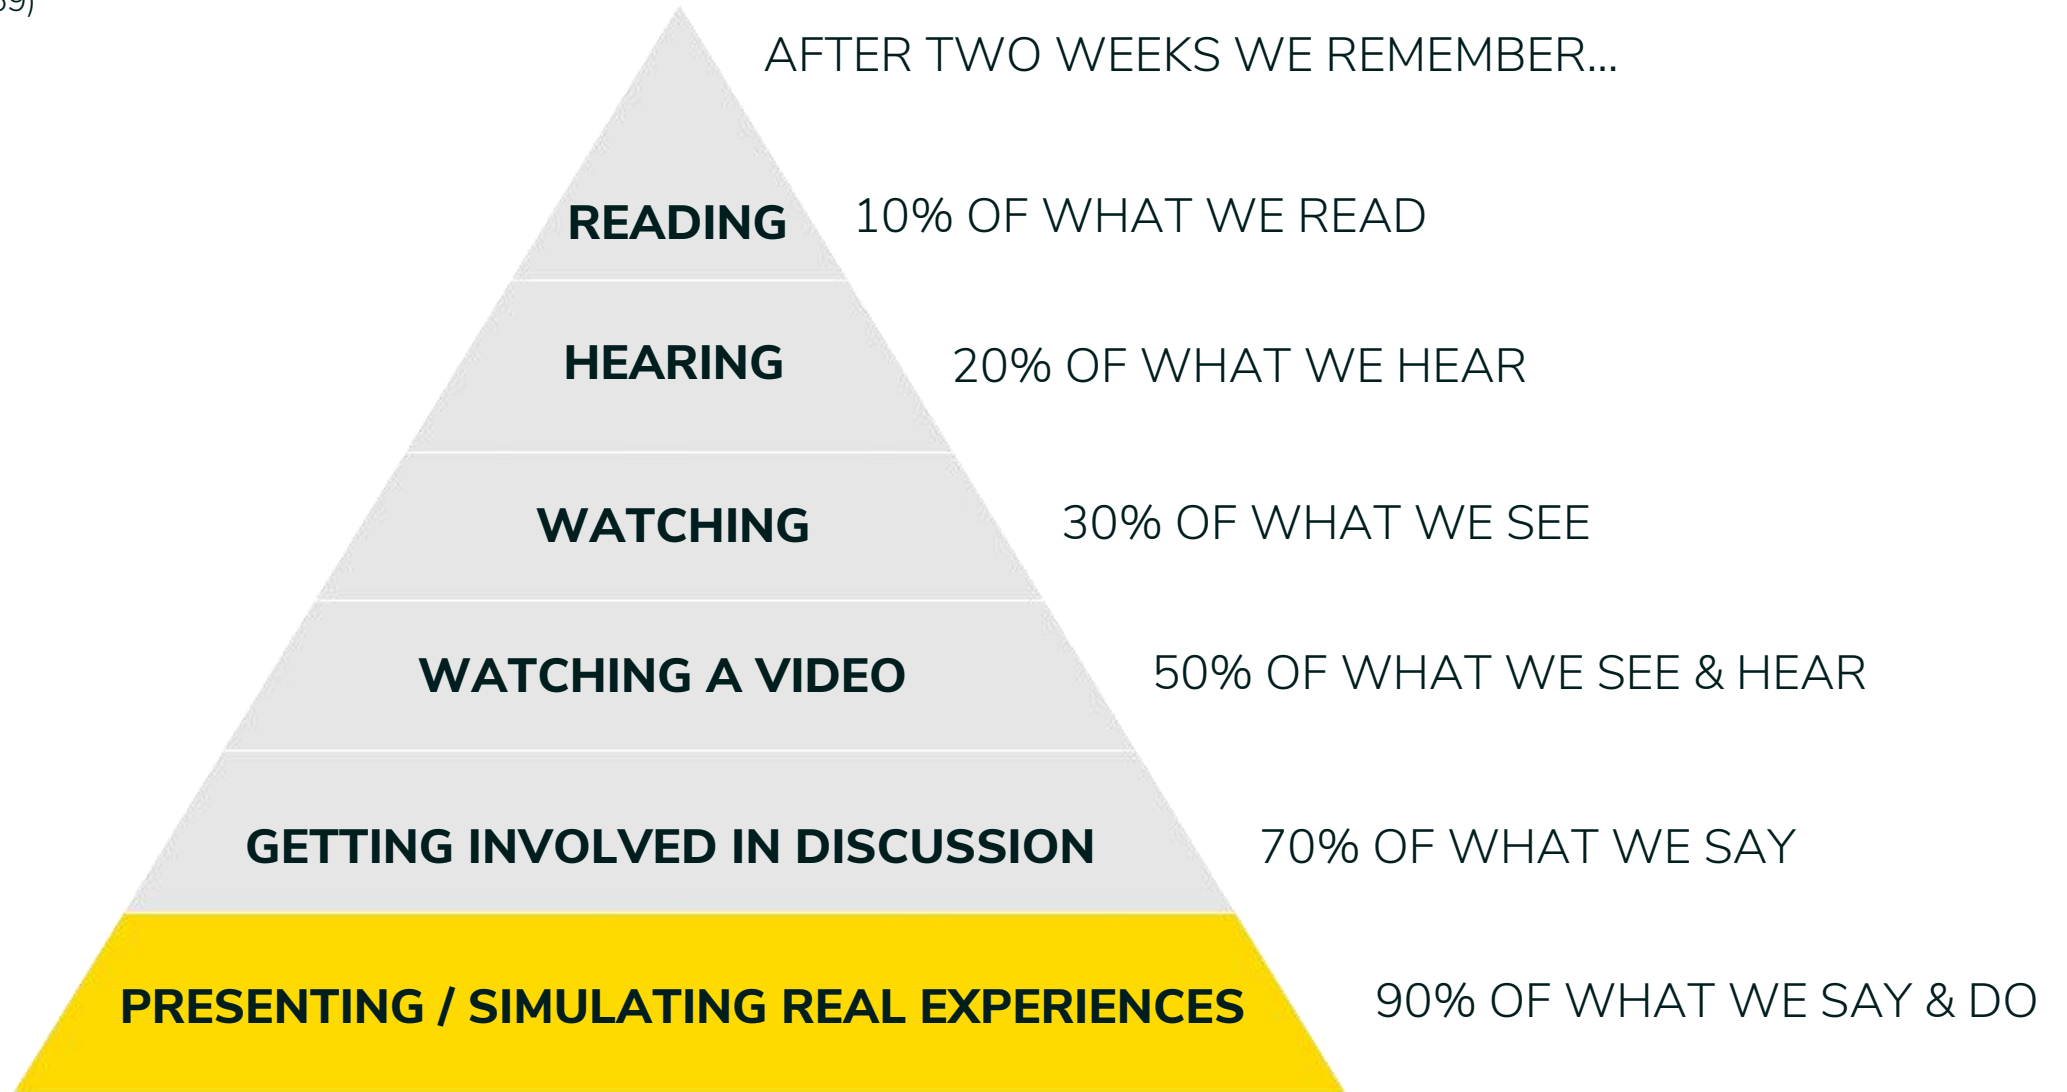 AFTER TWO WEEKS WE REMEMBER...
READING 10% OF WHAT WE READ
HEARING 20% OF WHAT WE HEAR
WATCHING 30% OF WHAT WE SEE
WATCHING A VIDEO 50% OF WHAT WE SEE & HEAR
GETTING INVOLVED IN DISCUSSION 70% OF WHAT WE SAY
PRESENTING / SIMULATING REAL EXPERIENCES 90% OF WHAT WE SAY & DO